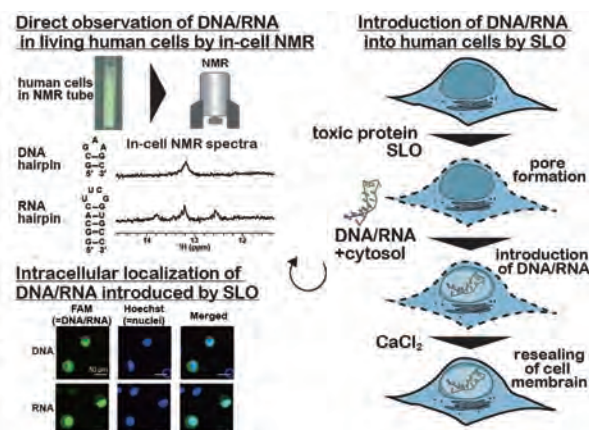 Direct observation of DNA/RNA
in living human cells by in-cell NMR
human cells
in NMR tube
NMR
In-cell NMR spectra
DNA
hairpin
A
G A
C—G
G—C
5' 3'
RNA
hairpin
U C
U G
C—G
A—U
C—G
G—C
5' 3'
14 13 12
¹H (ppm)
Intracellular localization of
DNA/RNA introduced by SLO
FAM
(=DNA/RNA)
Hoechst
(=nuclei)
Merged
DNA
50 µm
RNA
Introduction of DNA/RNA
into human cells by SLO
toxic protein
SLO
pore
formation
DNA/RNA
+cytosol
introduction
of DNA/RNA
CaCl₂
resealing
of cell
membrain